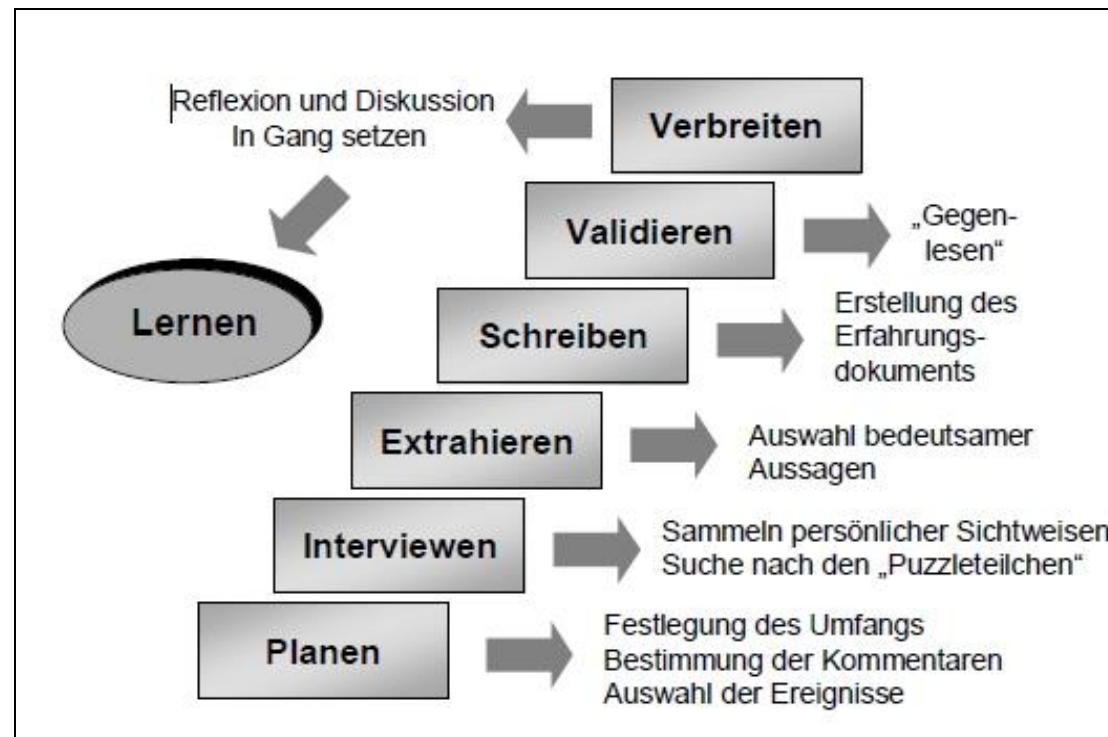 Reflexion und Diskussion
In Gang setzen
Verbreiten
Validieren
„Gegen-
lesen“
Lernen
Schreiben
Erstellung des
Erfahrungs-
dokuments
Extrahieren
Auswahl bedeutsamer
Aussagen
Interviewen
Sammeln persönlicher Sichtweisen
Suche nach den „Puzzleteilchen“
Planen
Festlegung des Umfangs
Bestimmung der Kommentaren
Auswahl der Ereignisse